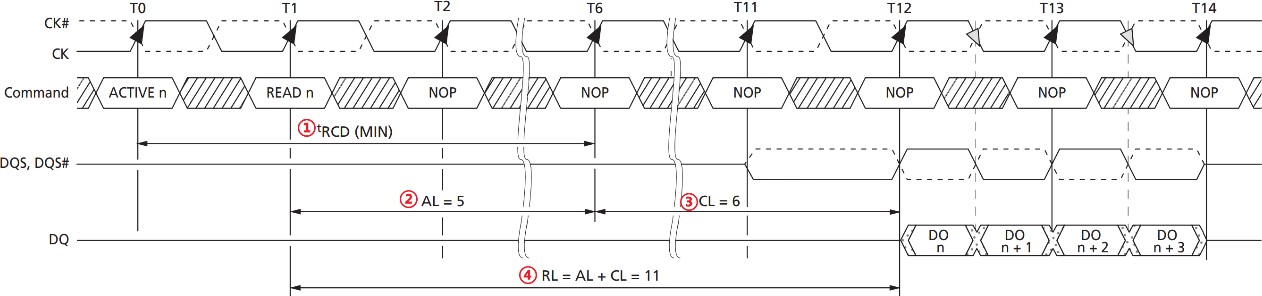 T0 T1 T2 T6 T11 T12 T13 T14
CK#
CK
Command ACTIVE n READ n NOP NOP NOP NOP NOP NOP
① tRCD (MIN)
DQS, DQS#
② AL = 5 ③ CL = 6
DQ DO n DO n + 1 DO n + 2 DO n + 3
④ RL = AL + CL = 11